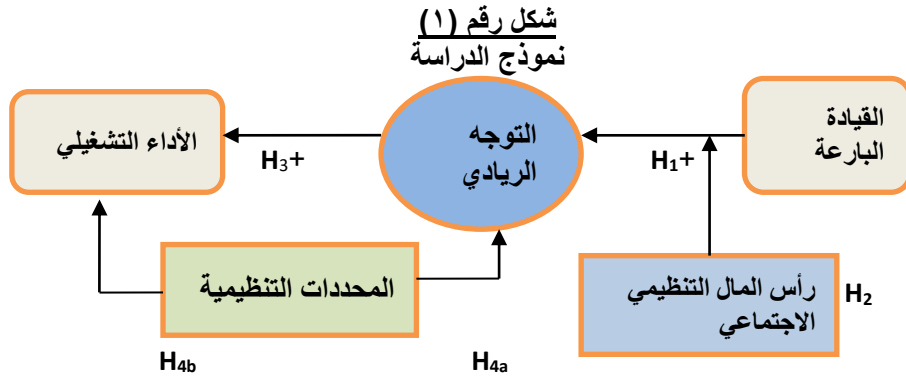 شكل رقم (١)
نموذج الدراسة
القيادة
البارعة
H1+
التوجه
الريادي
H3+
الأداء التشغيلي
رأس المال التنظيمي
الاجتماعي
H2
المحددات التنظيمية
H4a
H4b